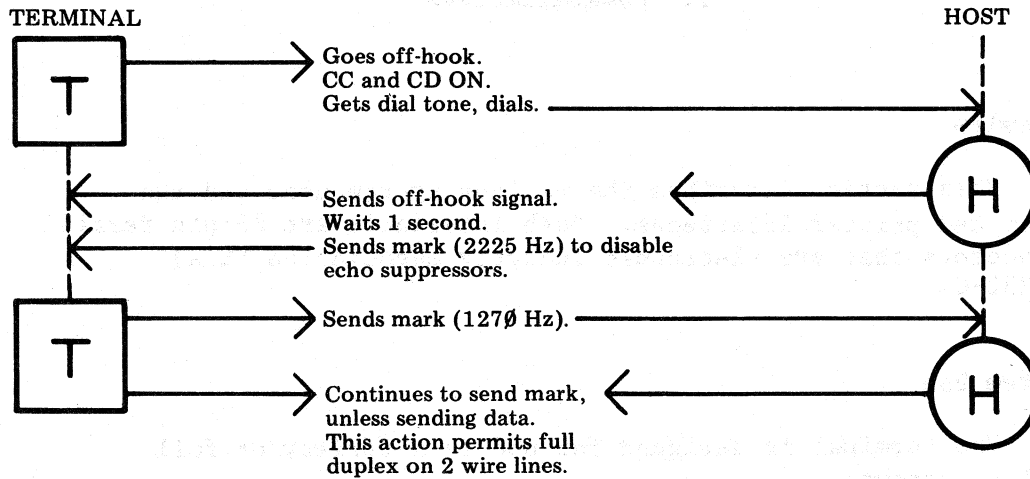 TERMINAL
HOST
T
Goes off-hook.
CC and CD ON.
Gets dial tone, dials.
H
Sends off-hook signal.
Waits 1 second.
Sends mark (2225 Hz) to disable
echo suppressors.
T
Sends mark (127Ø Hz).
H
Continues to send mark,
unless sending data.
This action permits full
duplex on 2 wire lines.